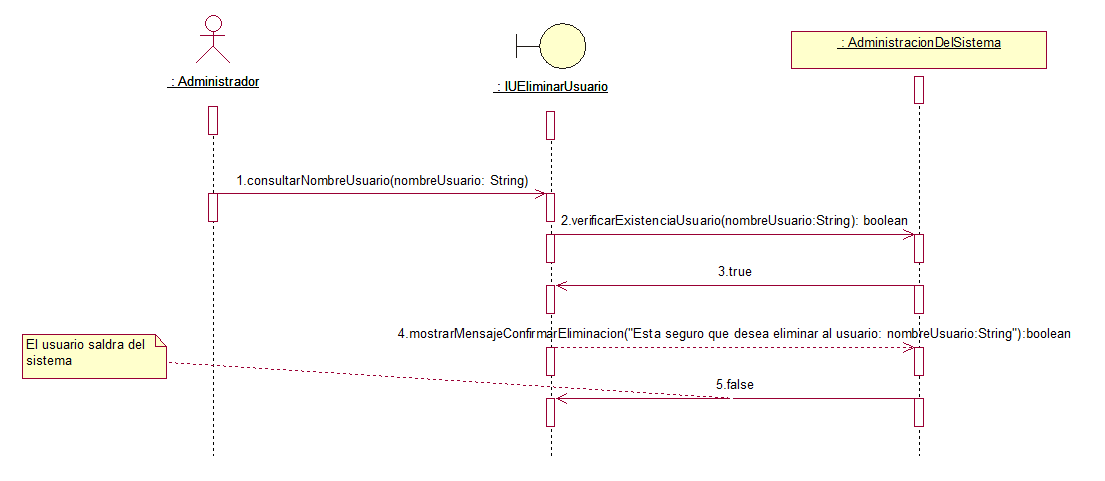 : Administrador
: IUEliminarUsuario
: AdministracionDelSistema
1.consultarNombreUsuario(nombreUsuario: String)
2.verificarExistenciaUsuario(nombreUsuario:String): boolean
3.true
4.mostrarMensajeConfirmarEliminacion("Esta seguro que desea eliminar al usuario: nombreUsuario:String"):boolean
El usuario saldra del
sistema
5.false